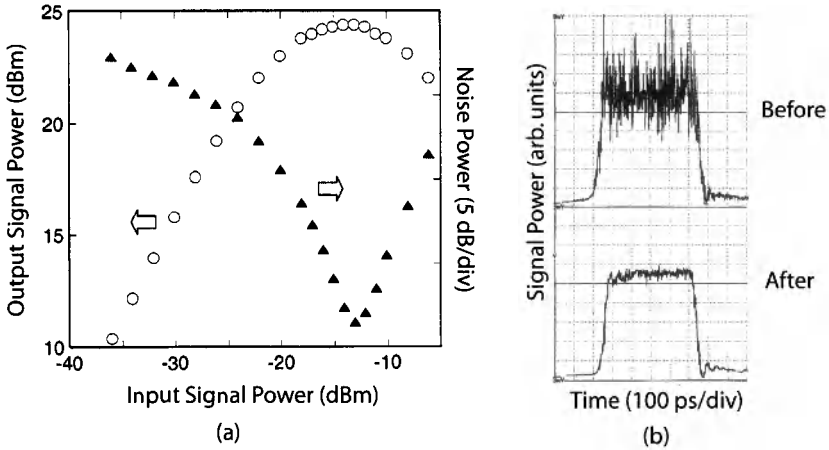 25
20
15
10
Output Signal Power (dBm)
-40
-30
-20
-10
Input Signal Power (dBm)
Noise Power (5 dB/div)
(a)
Signal Power (arb. units)
Before
After
Time (100 ps/div)
(b)